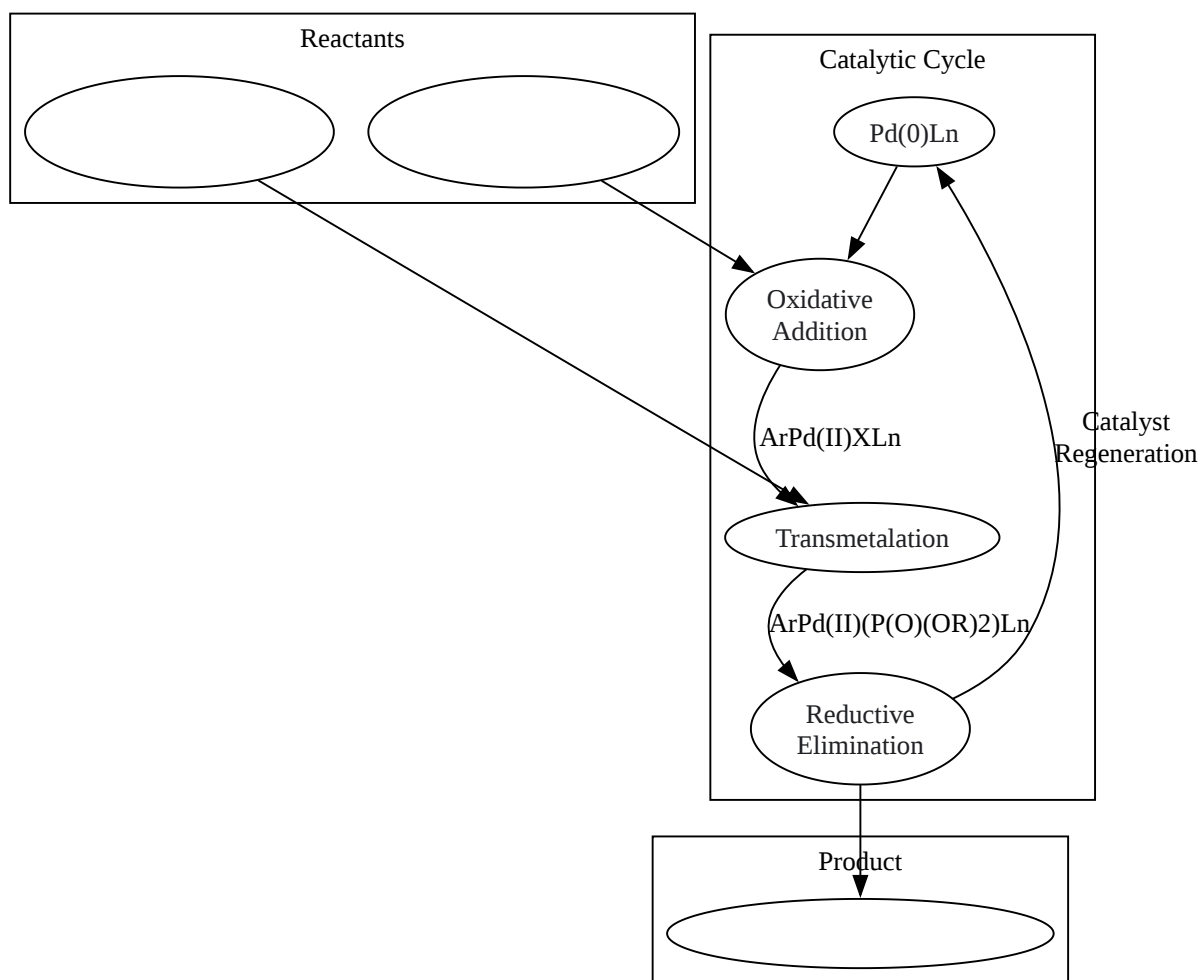 Reactants
Catalytic Cycle
Pd(0)Ln
Oxidative
Addition
ArPd(II)XLn
Catalyst
Regeneration
Transmetalation
ArPd(II)(P(O)(OR)2)Ln
Reductive
Elimination
Product